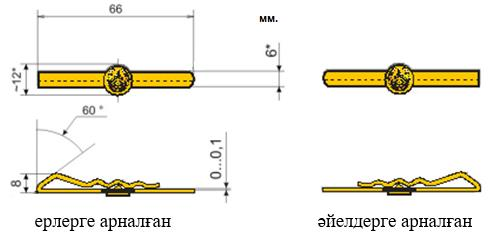 66
мм.
~12*
6*
60 °
8
0...0,1
ерлерге арналған
әйелдерге арналған